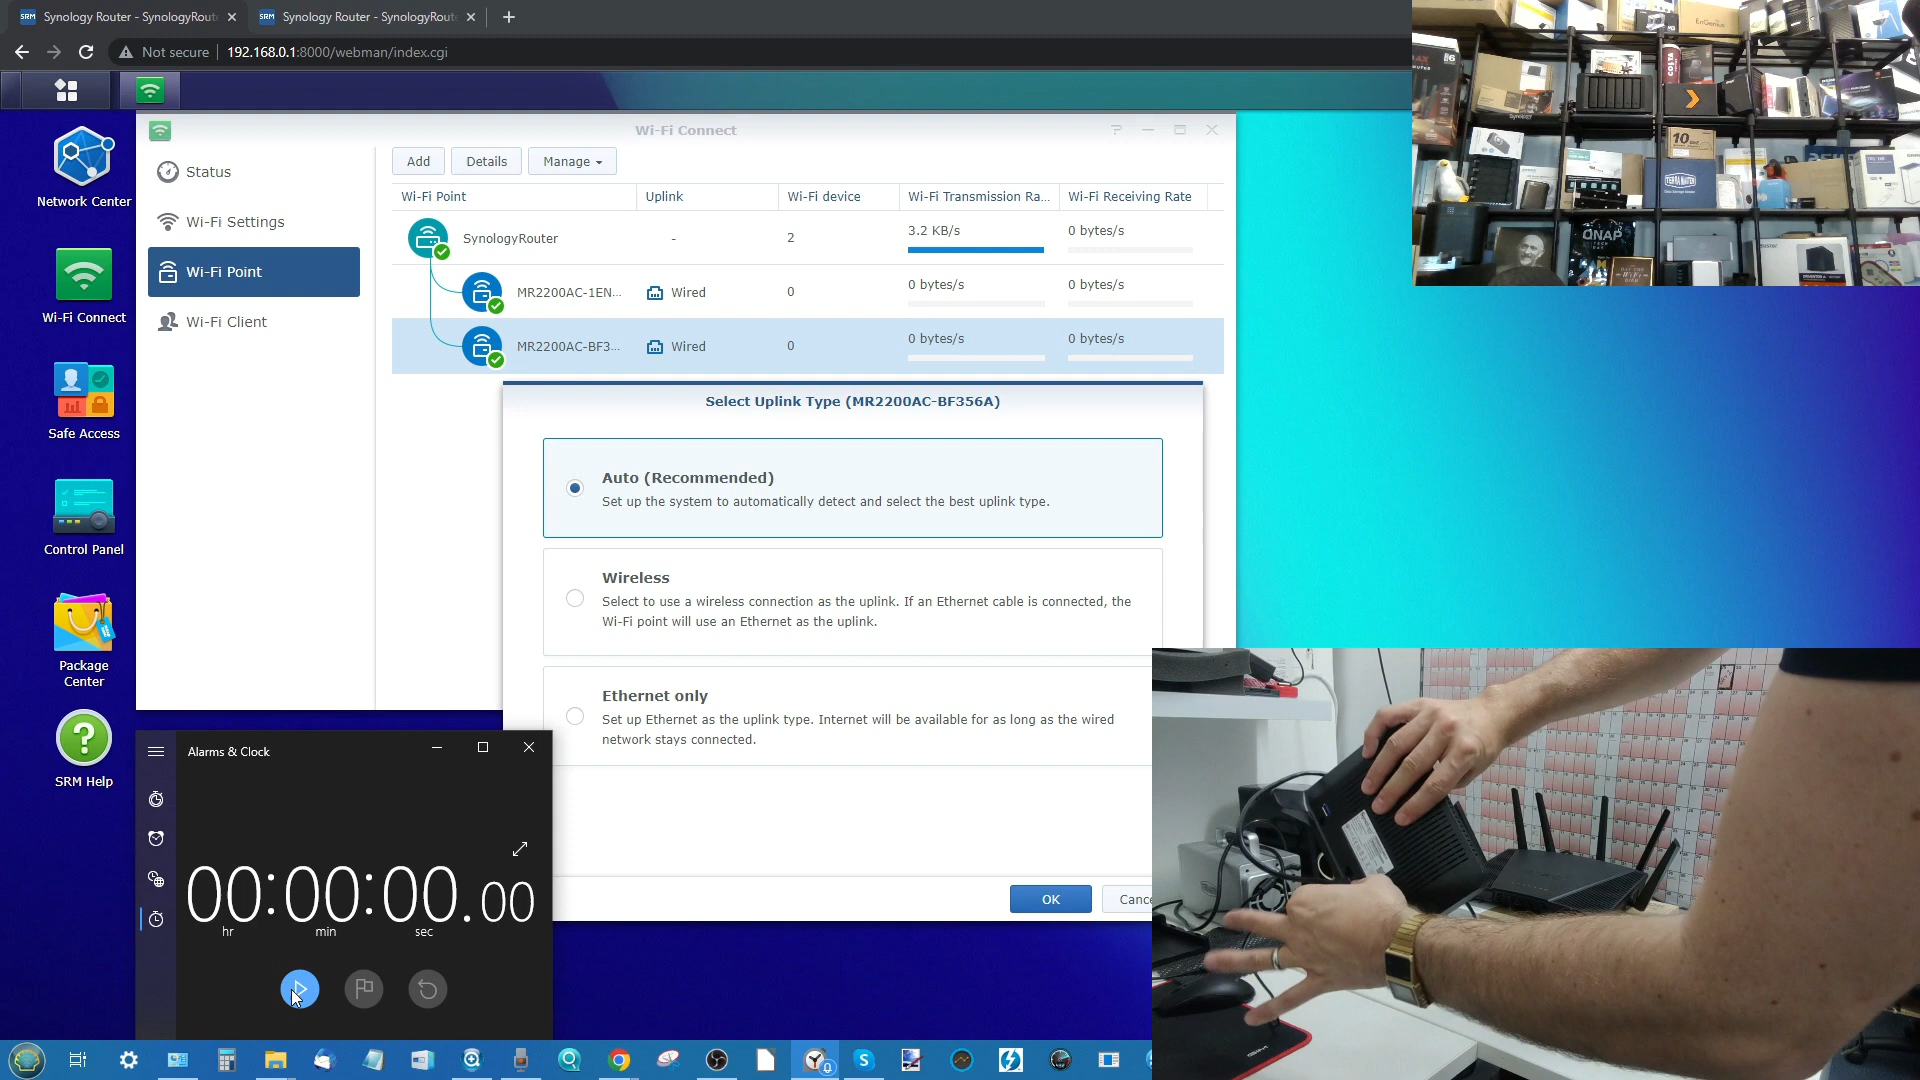 Synology Router - SynologyRout
Synology Router - SynologyRout
Not secure
192.168.0.1:8000/webman/index.cgi
Wi-Fi Connect
Network Center
Wi-Fi Connect
Safe Access
Control Panel
Package
Center
SRM Help
Status
Wi-Fi Settings
Wi-Fi Point
Wi-Fi Client
Add
Details
Manage
Wi-Fi Point
Uplink
Wi-Fi device
Wi-Fi Transmission Ra...
Wi-Fi Receiving Rate
SynologyRouter
-
2
3.2 KB/s
0 bytes/s
MR2200AC-1EN...
Wired
0
0 bytes/s
0 bytes/s
MR2200AC-BF3...
Wired
0
0 bytes/s
0 bytes/s
Select Uplink Type (MR2200AC-BF356A)
Auto (Recommended)
Set up the system to automatically detect and select the best uplink type.
Wireless
Select to use a wireless connection as the uplink. If an Ethernet cable is connected, the
Wi-Fi point will use an Ethernet as the uplink.
Ethernet only
Set up Ethernet as the uplink type. Internet will be available for as long as the wired
network stays connected.
OK
Cance
Alarms & Clock
00:00:00.00
hr
min
sec
EnGenius
COSTA
Synology
10
TERRA MASTER
QNAP